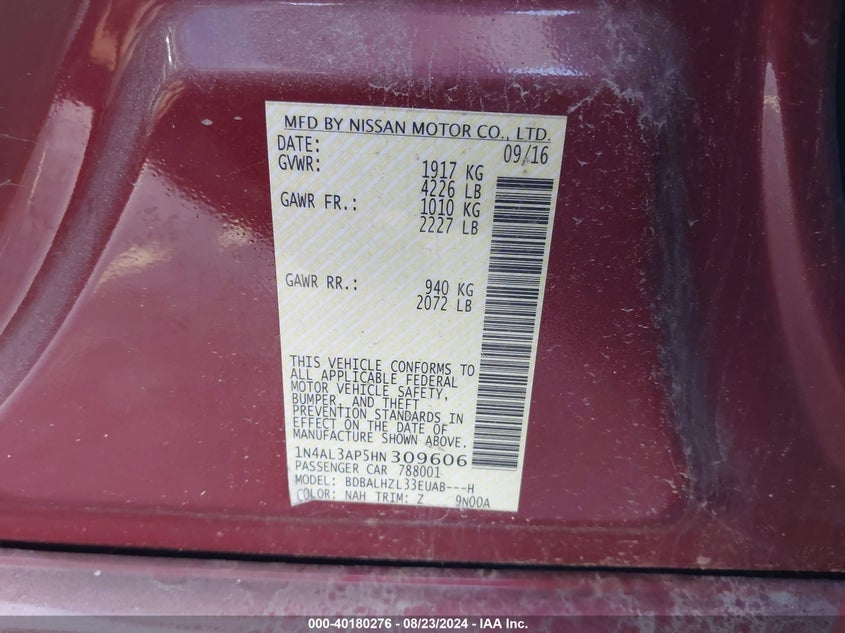 MFD BY NISSAN MOTOR CO., LTD.
DATE: 09/16
GVWR: 1917 KG
4226 LB
GAWR FR.: 1010 KG
2227 LB
GAWR RR.: 940 KG
2072 LB
THIS VEHICLE CONFORMS TO
ALL APPLICABLE FEDERAL
MOTOR VEHICLE SAFETY,
BUMPER, AND THEFT
PREVENTION STANDARDS IN
EFFECT ON THE DATE OF
MANUFACTURE SHOWN ABOVE.
1N4AL3AP5HN309606
PASSENGER CAR 788001
MODEL: BDBALHZL33EUAB---H
COLOR: NAH TRIM: Z 9N00A
000-40180276 - 08/23/2024 - IAA Inc.